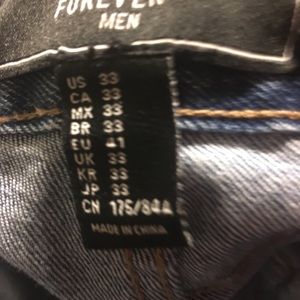 FOREVER
MEN
US 33
CA 33
MX 33
BR 33
EU 41
UK 33
KR 33
JP 33
CN 175/84A
MADE IN CHINA